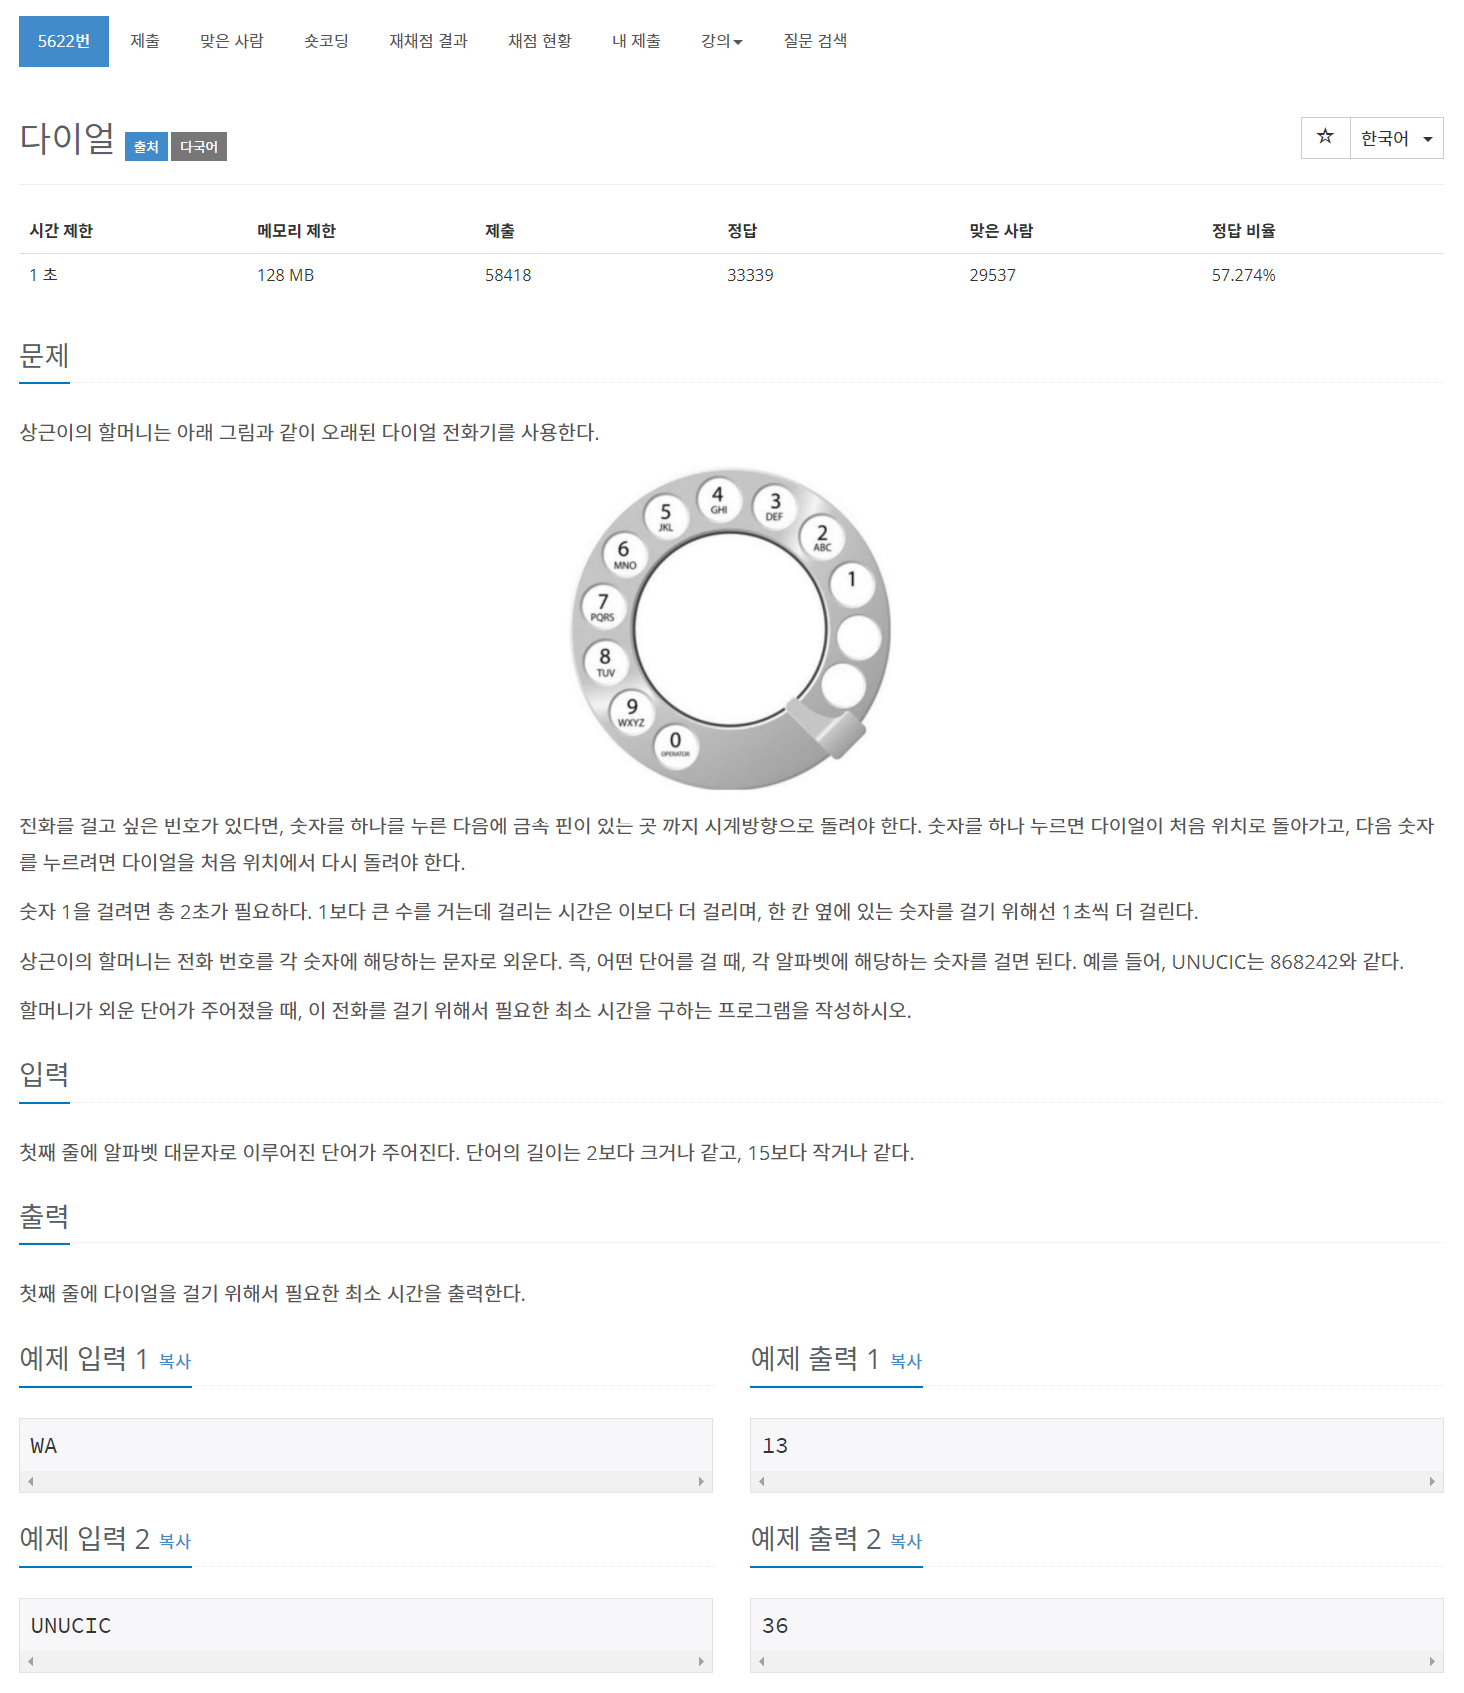 5622번 제출 맞은 사람 숏코딩 재채점 결과 채점 현황 내 제출 강의 질문 검색
다이얼 출처 다국어 ☆ 한국어
시간 제한 메모리 제한 제출 정답 맞은 사람 정답 비율
1 초 128 MB 58418 33339 29537 57.274%
문제
상근이의 할머니는 아래 그림과 같이 오래된 다이얼 전화기를 사용한다.
4
GHI
3
DEF
5
JKL
2
ABC
6
MNO
1
7
PQRS
8
TUV
9
WXYZ
0
OPERATOR
전화를 걸고 싶은 번호가 있다면, 숫자를 하나를 누른 다음에 금속 핀이 있는 곳 까지 시계방향으로 돌려야 한다. 숫자를 하나 누르면 다이얼이 처음 위치로 돌아가고, 다음 숫자
를 누르려면 다이얼을 처음 위치에서 다시 돌려야 한다.
숫자 1을 걸려면 총 2초가 필요하다. 1보다 큰 수를 거는데 걸리는 시간은 이보다 더 걸리며, 한 칸 옆에 있는 숫자를 걸기 위해선 1초씩 더 걸린다.
상근이의 할머니는 전화 번호를 각 숫자에 해당하는 문자로 외운다. 즉, 어떤 단어를 걸 때, 각 알파벳에 해당하는 숫자를 걸면 된다. 예를 들어, UNUCIC는 868242와 같다.
할머니가 외운 단어가 주어졌을 때, 이 전화를 걸기 위해서 필요한 최소 시간을 구하는 프로그램을 작성하시오.
입력
첫째 줄에 알파벳 대문자로 이루어진 단어가 주어진다. 단어의 길이는 2보다 크거나 같고, 15보다 작거나 같다.
출력
첫째 줄에 다이얼을 걸기 위해서 필요한 최소 시간을 출력한다.
예제 입력 1 복사 예제 출력 1 복사
WA 13
예제 입력 2 복사 예제 출력 2 복사
UNUCIC 36